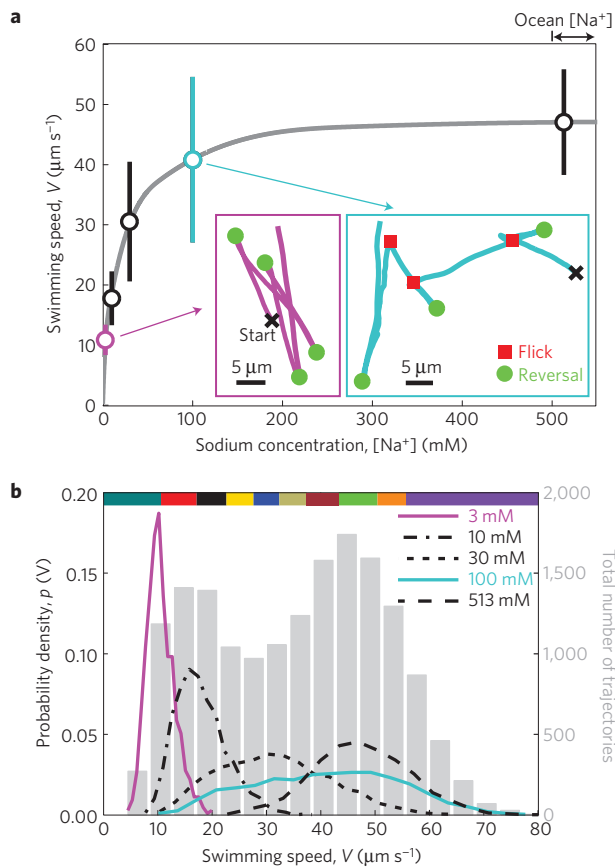 a
Ocean [Na⁺]
60
50
40
30
20
10
0
Swimming speed, V (μm s⁻¹)
Start
5 μm
5 μm
Flick
Reversal
0 100 200 300 400 500
Sodium concentration, [Na⁺] (mM)
b
0.20
0.15
0.10
0.05
0.00
Probability density, p (V)
3 mM
10 mM
30 mM
100 mM
513 mM
2,000
1,500
1,000
500
0
Total number of trajectories
0 10 20 30 40 50 60 70 80
Swimming speed, V (μm s⁻¹)